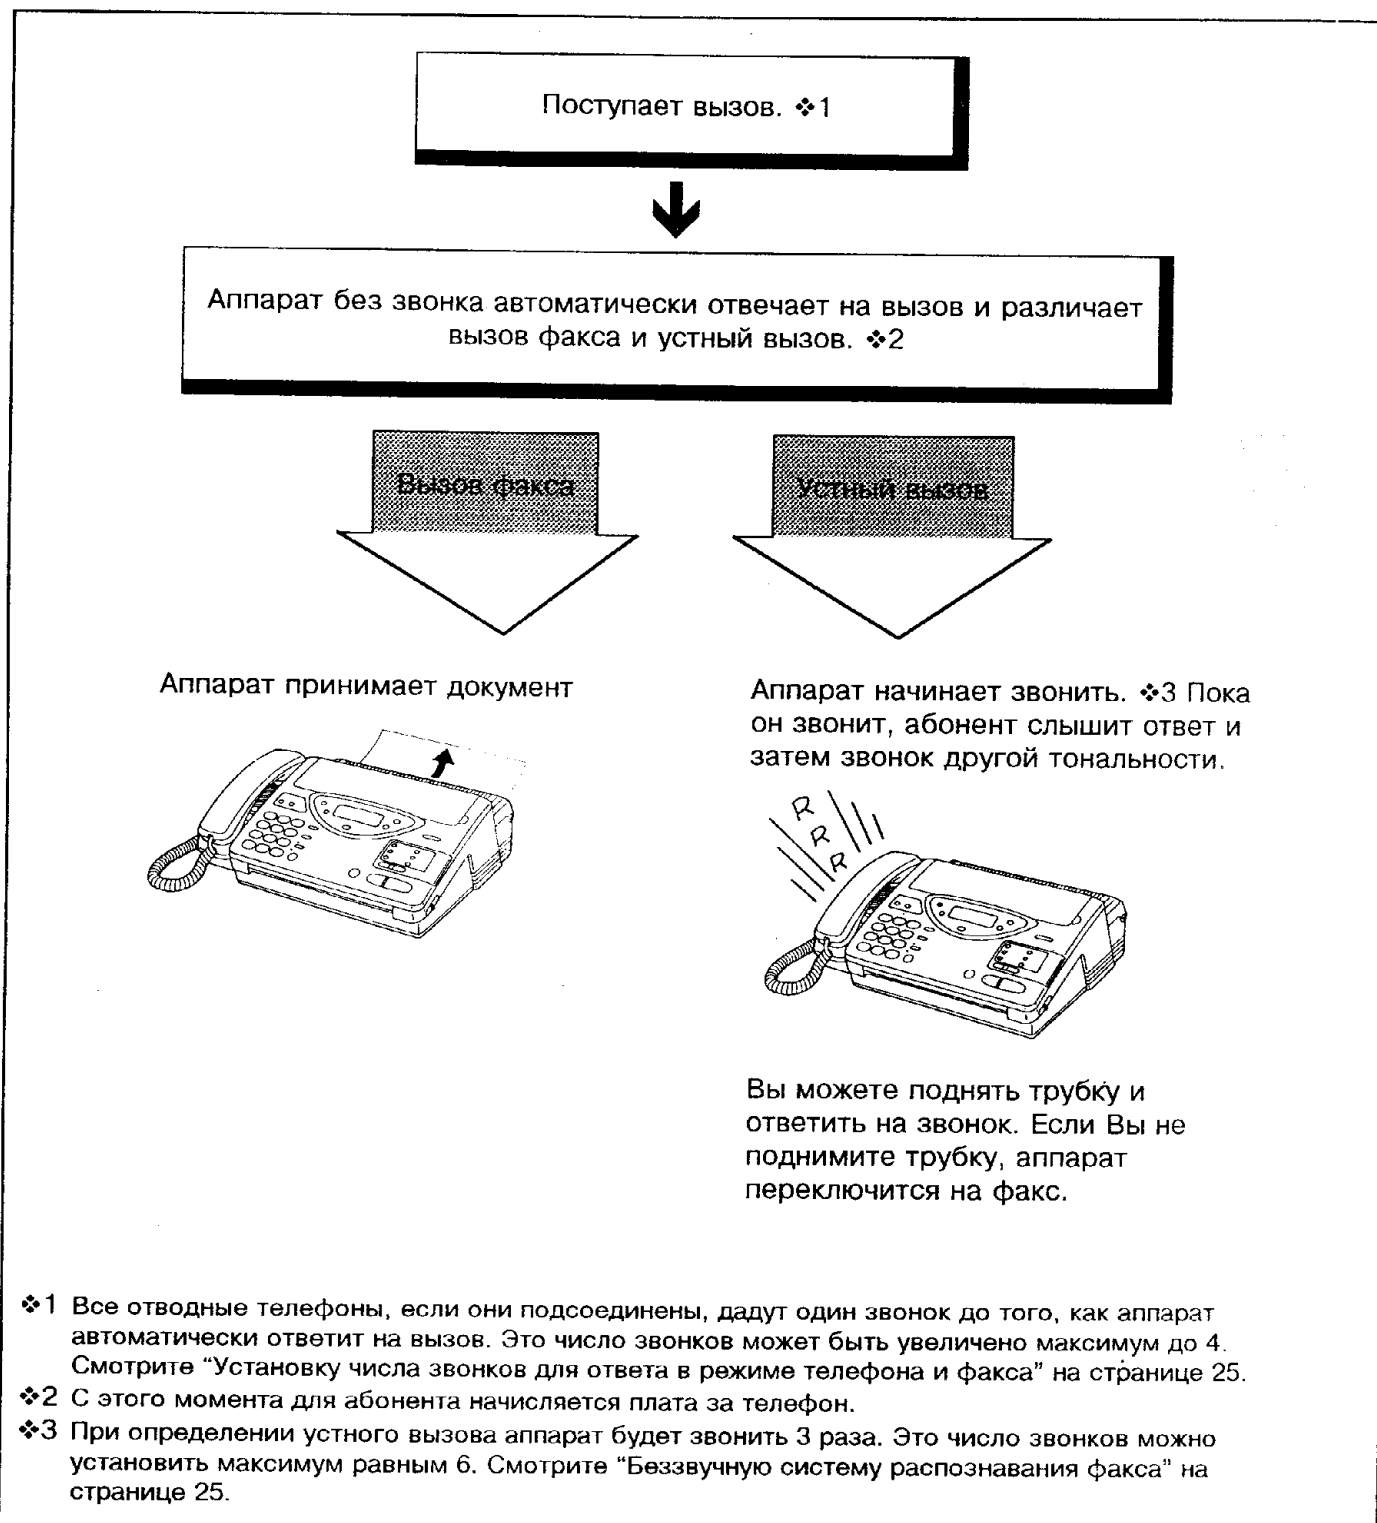 Поступает вызов. ❖1
Аппарат без звонка автоматически отвечает на вызов и различает
вызов факса и устный вызов. ❖2
Вызов факса
Устный вызов
Аппарат принимает документ
Аппарат начинает звонить. ❖3 Пока
он звонит, абонент слышит ответ и
затем звонок другой тональности.
R
R
R
Вы можете поднять трубку и
ответить на звонок. Если Вы не
поднимите трубку, аппарат
переключится на факс.
❖1 Все отводные телефоны, если они подсоединены, дадут один звонок до того, как аппарат
автоматически ответит на вызов. Это число звонков может быть увеличено максимум до 4.
Смотрите “Установку числа звонков для ответа в режиме телефона и факса” на странице 25.
❖2 С этого момента для абонента начисляется плата за телефон.
❖3 При определении устного вызова аппарат будет звонить 3 раза. Это число звонков можно
установить максимум равным 6. Смотрите “Беззвучную систему распознавания факса” на
странице 25.